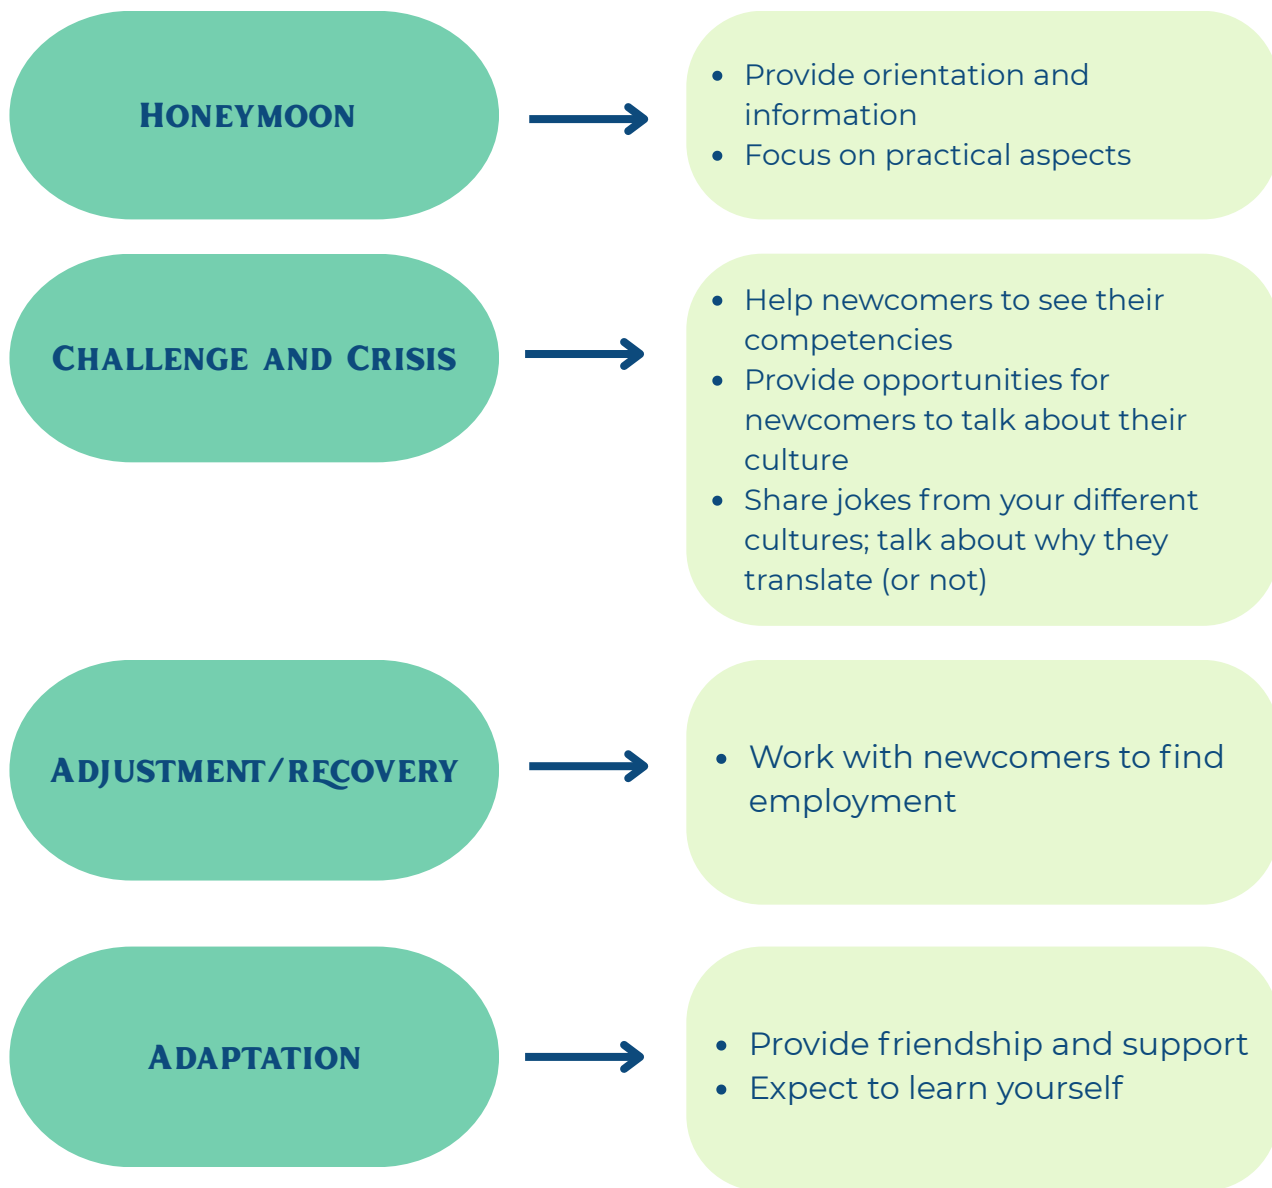 HONEYMOON
• Provide orientation and
information
• Focus on practical aspects
CHALLENGE AND CRISIS
• Help newcomers to see their
competencies
• Provide opportunities for
newcomers to talk about their
culture
• Share jokes from your different
cultures; talk about why they
translate (or not)
ADJUSTMENT/RECOVERY
• Work with newcomers to find
employment
ADAPTATION
• Provide friendship and support
• Expect to learn yourself